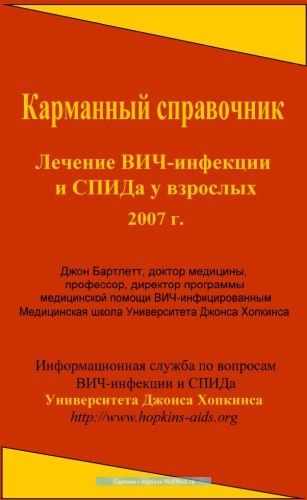 Карманный справочник
Лечение ВИЧ-инфекции
и СПИДа у взрослых
2007 г.
Джон Бартлетт, доктор медицины,
профессор, директор программы
медицинской помощи ВИЧ-инфицированным
Медицинская школа Университета Джонса Хопкинса
Информационная служба по вопросам
ВИЧ-инфекции и СПИДа
Университета Джонса Хопкинса
http://www.hopkins-aids.org